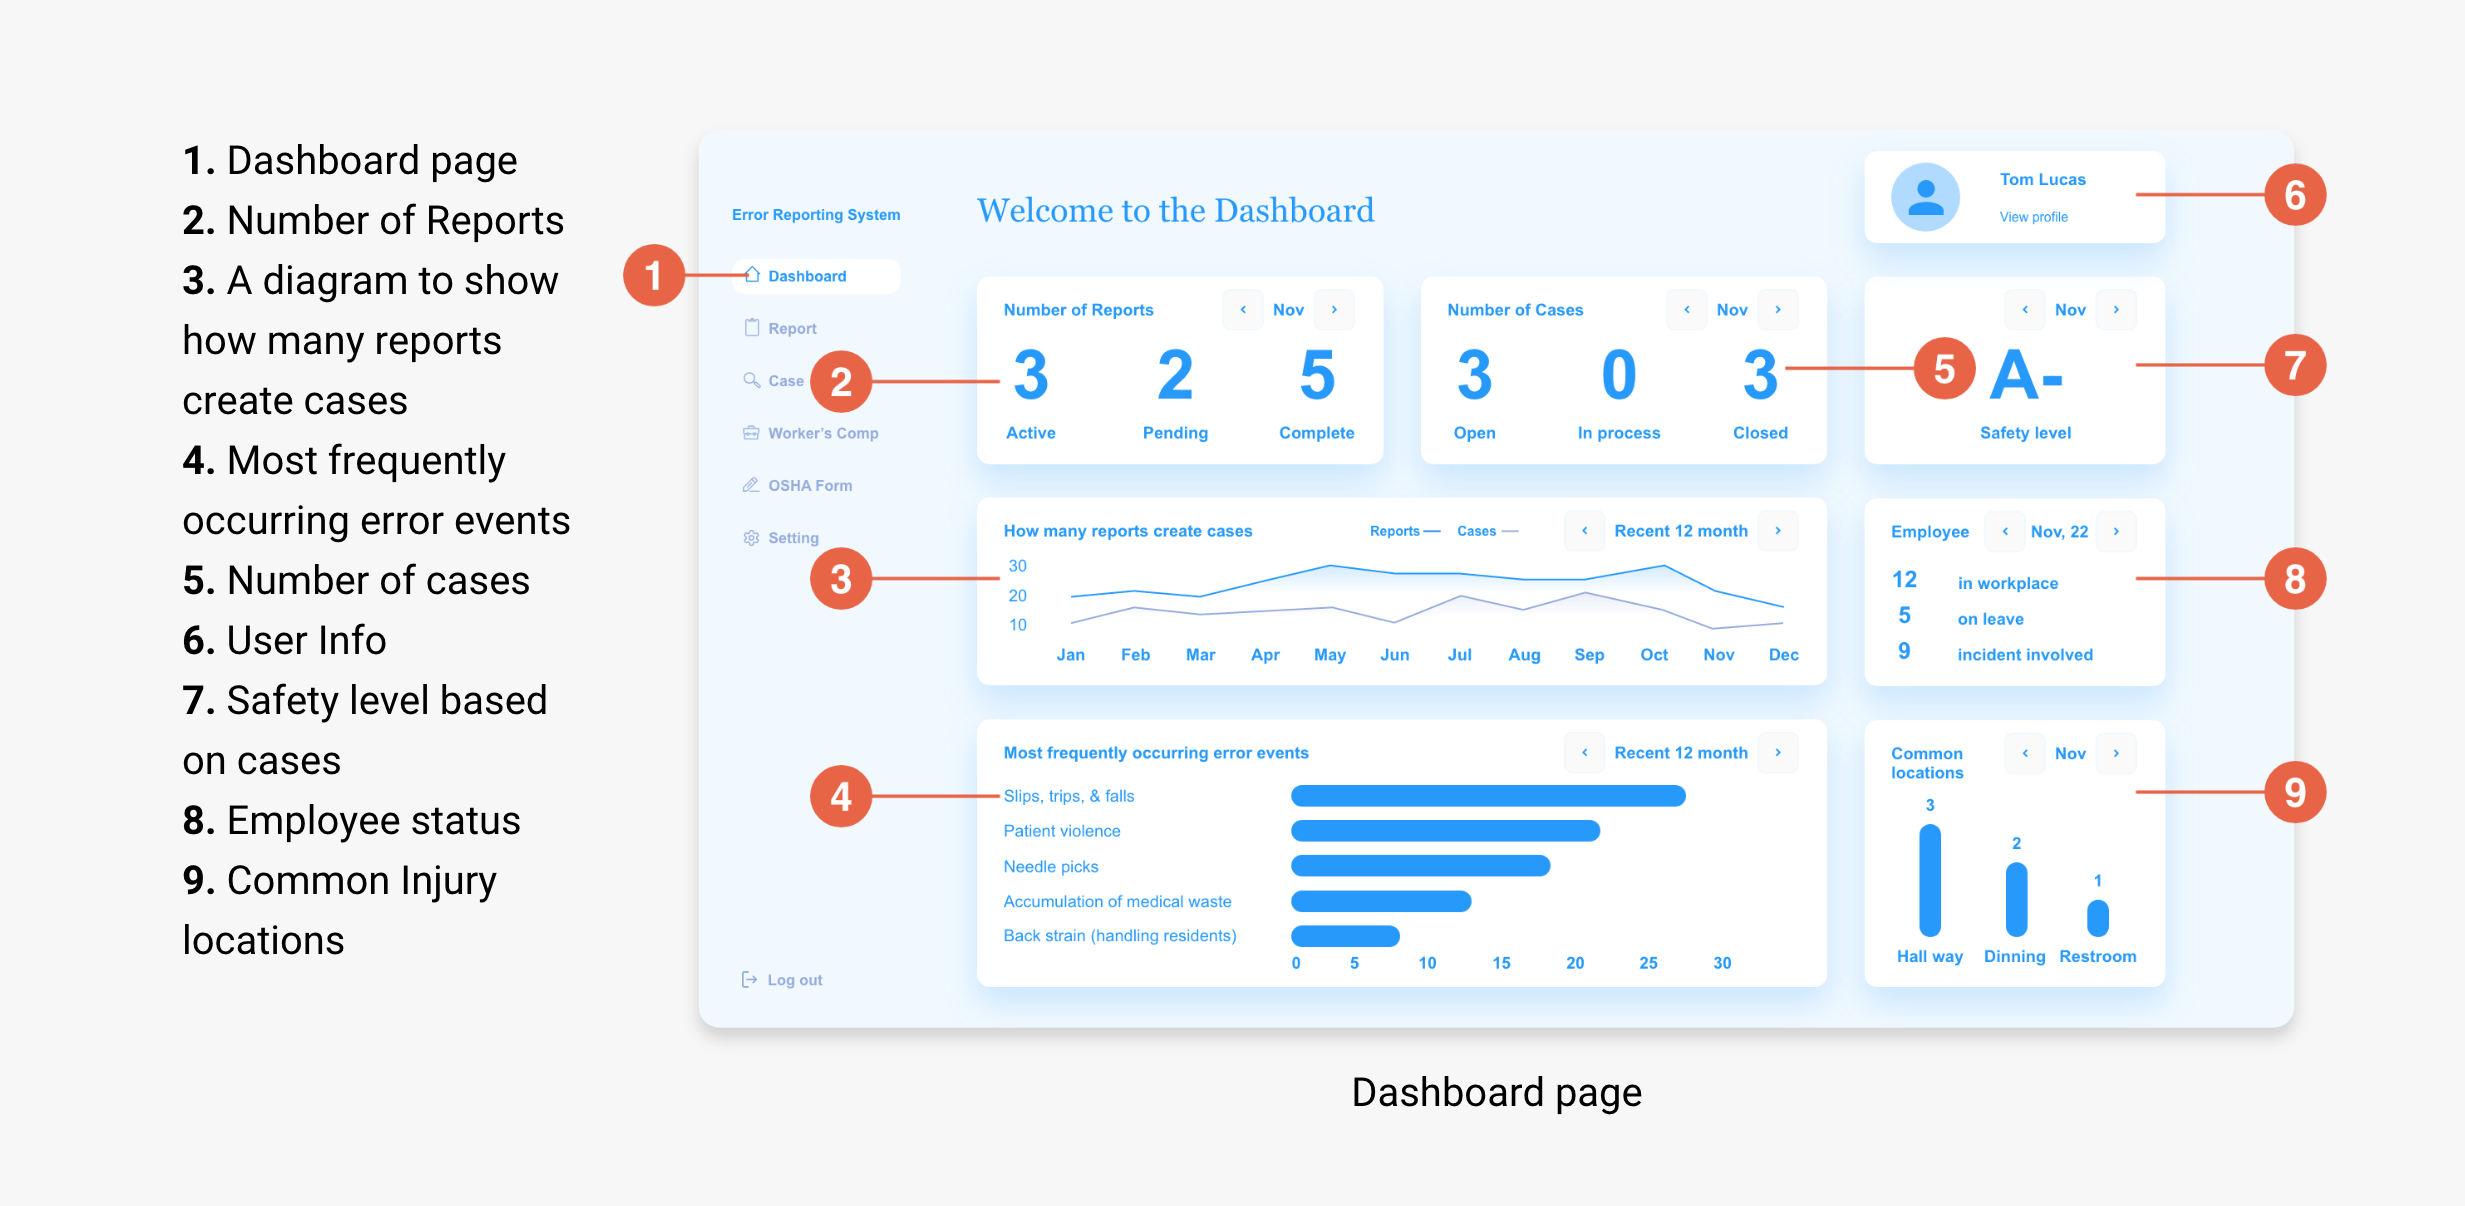 1. Dashboard page
2. Number of Reports
3. A diagram to show
how many reports
create cases
4. Most frequently
occurring error events
5. Number of cases
6. User Info
7. Safety level based
on cases
8. Employee status
9. Common Injury
locations
Error Reporting System
1
Dashboard
Report
Case
Worker's Comp
OSHA Form
Setting
Log out
Welcome to the Dashboard
Tom Lucas
View profile
6
2
Number of Reports
< Nov >
3 2 5
Active Pending Complete
Number of Cases
< Nov >
3 0 3
Open In process Closed
5
< Nov >
A-
Safety level
7
3
How many reports create cases
Reports Cases
< Recent 12 month >
30
20
10
Jan Feb Mar Apr May Jun Jul Aug Sep Oct Nov Dec
Employee
< Nov, 22 >
12 in workplace
5 on leave
9 incident involved
8
4
Most frequently occurring error events
< Recent 12 month >
Slips, trips, & falls
Patient violence
Needle picks
Accumulation of medical waste
Back strain (handling residents)
0 5 10 15 20 25 30
Common
locations
< Nov >
3
2
1
Hall way Dinning Restroom
9
Dashboard page